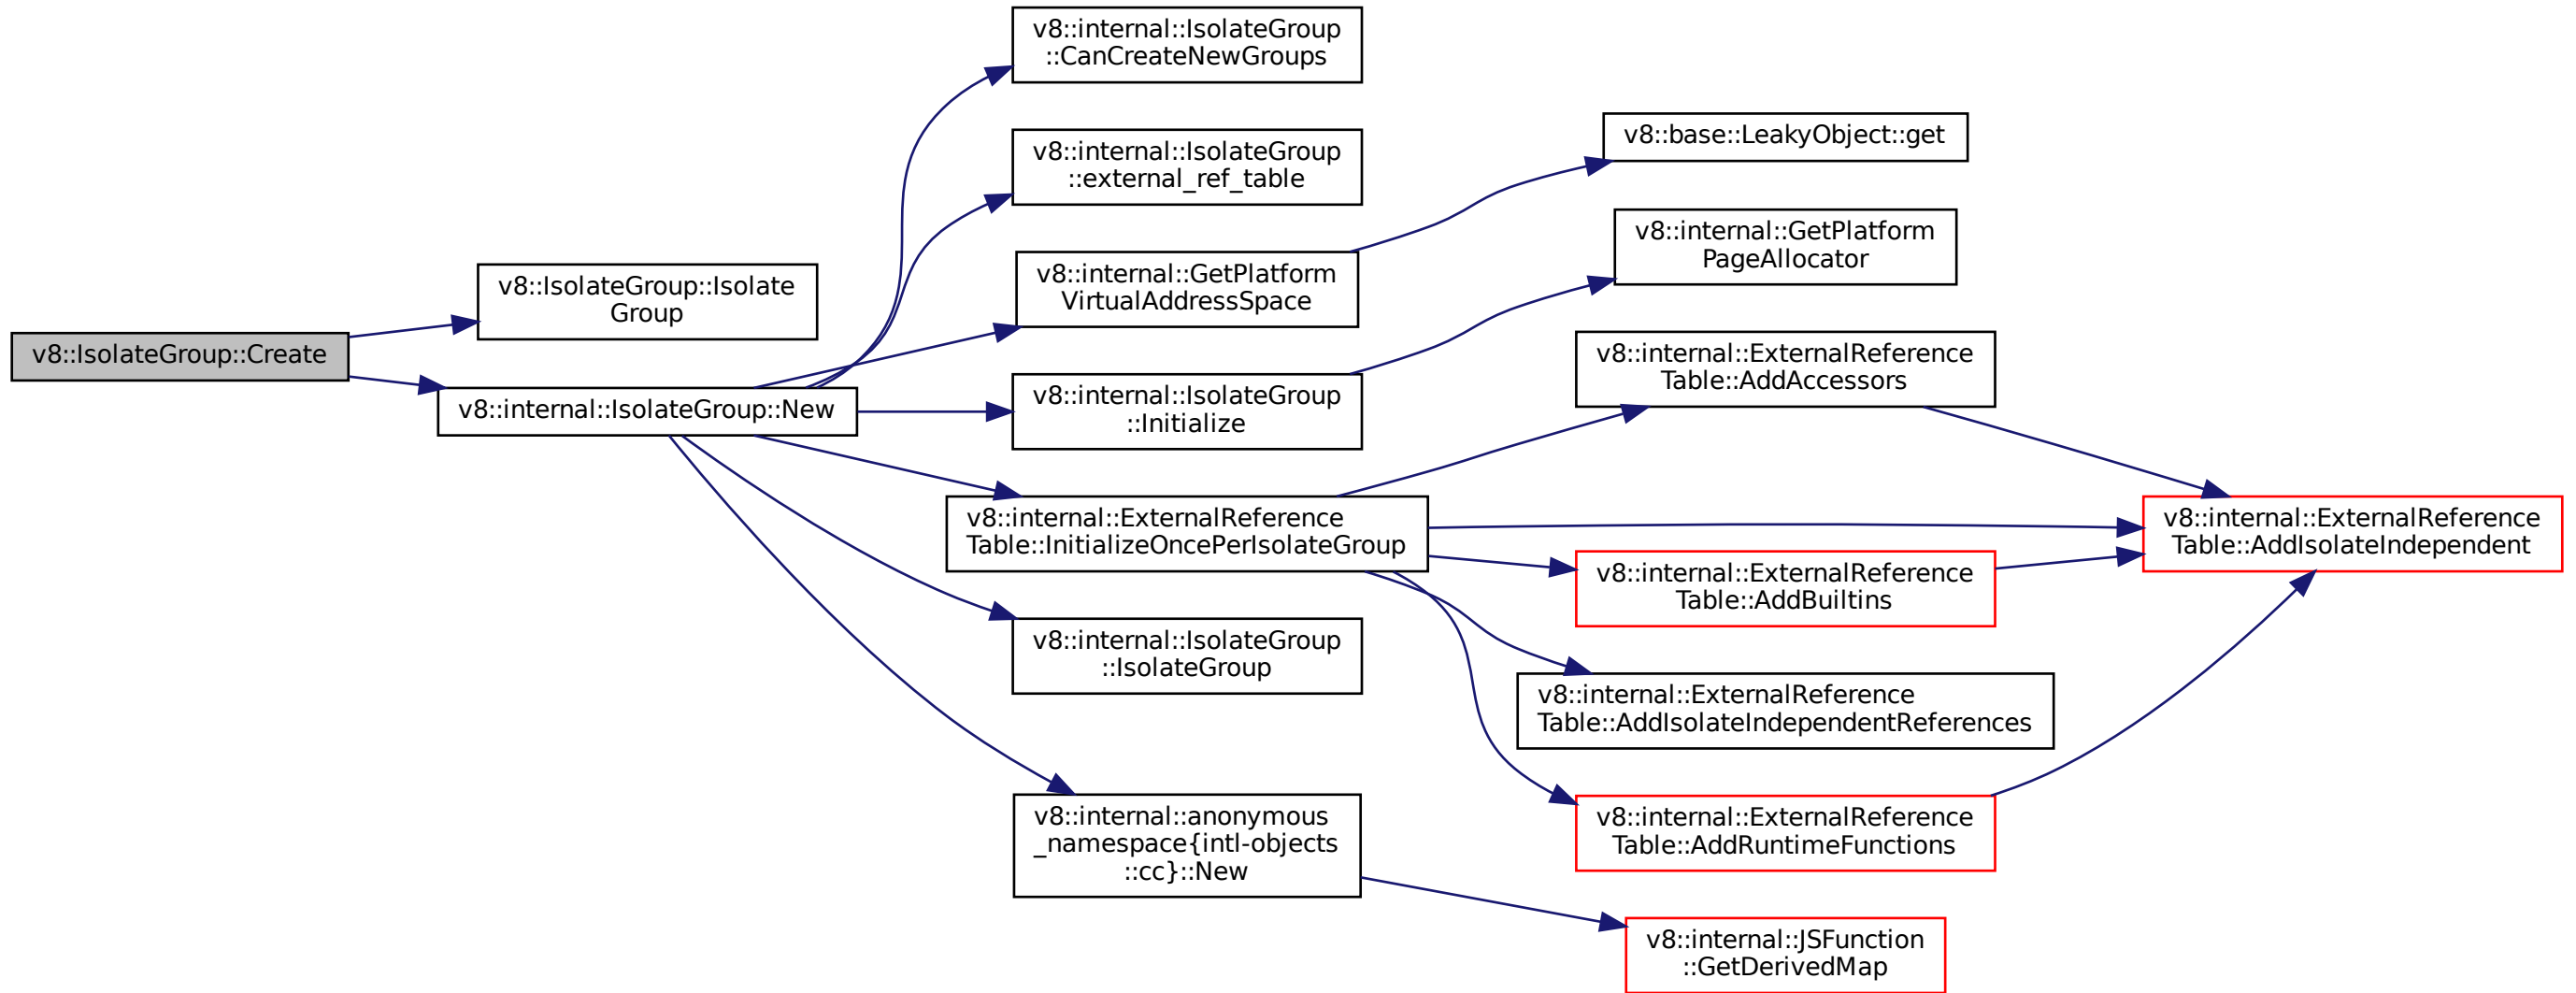 v8::IsolateGroup::Create
v8::IsolateGroup::Isolate
Group
v8::internal::IsolateGroup::New
v8::internal::IsolateGroup
::CanCreateNewGroups
v8::internal::IsolateGroup
::external_ref_table
v8::internal::GetPlatform
VirtualAddressSpace
v8::internal::IsolateGroup
::Initialize
v8::internal::ExternalReference
Table::InitializeOncePerIsolateGroup
v8::internal::IsolateGroup
::IsolateGroup
v8::internal::anonymous
_namespace{intl-objects
::cc}::New
v8::base::LeakyObject::get
v8::internal::GetPlatform
PageAllocator
v8::internal::ExternalReference
Table::AddAccessors
v8::internal::ExternalReference
Table::AddBuiltins
v8::internal::ExternalReference
Table::AddIsolateIndependentReferences
v8::internal::ExternalReference
Table::AddRuntimeFunctions
v8::internal::JSFunction
::GetDerivedMap
v8::internal::ExternalReference
Table::AddIsolateIndependent